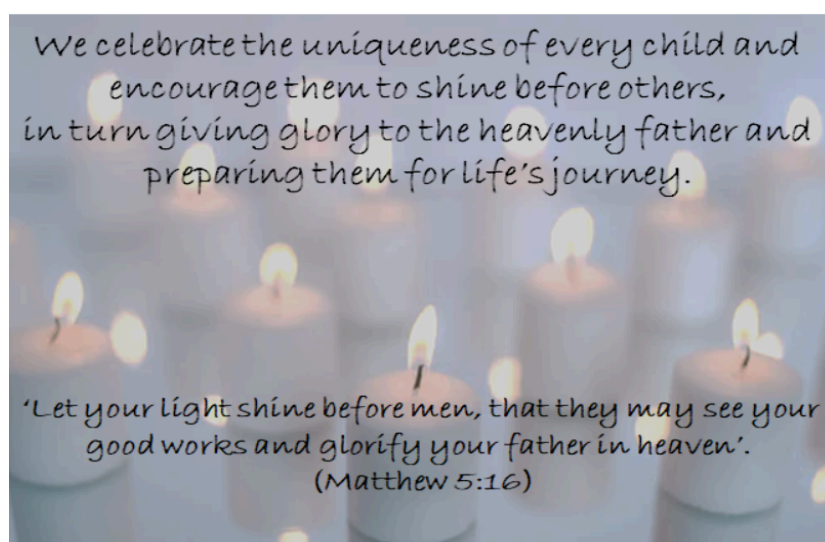 We celebrate the uniqueness of every child and
encourage them to shine before others,
in turn giving glory to the heavenly father and
preparing them for life's journey.
'Let your light shine before men, that they may see your
good works and glorify your father in heaven'.
(Matthew 5:16)